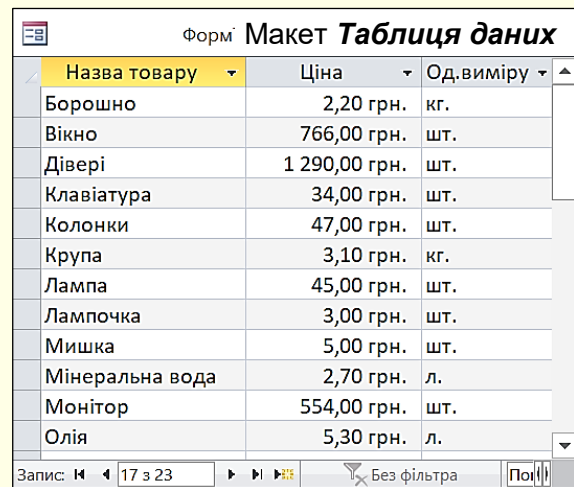 Форм Макет Таблиця даних
Назва товару Ціна Од.виміру
Борошно 2,20 грн. кг.
Вікно 766,00 грн. шт.
Дівері 1 290,00 грн. шт.
Клавіатура 34,00 грн. шт.
Колонки 47,00 грн. шт.
Крупа 3,10 грн. кг.
Лампа 45,00 грн. шт.
Лампочка 3,00 грн. шт.
Мишка 5,00 грн. шт.
Мінеральна вода 2,70 грн. л.
Монітор 554,00 грн. шт.
Олія 5,30 грн. л.
Запис: 17 з 23 Без фільтра